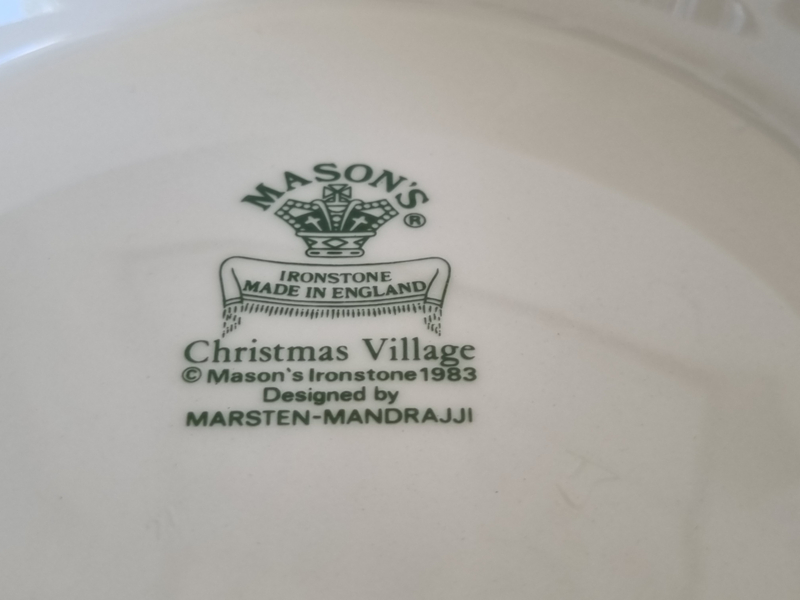 MASON'S ®
IRONSTONE
MADE IN ENGLAND
Christmas Village
© Mason's Ironstone 1983
Designed by
MARSTEN-MANDRAJJI